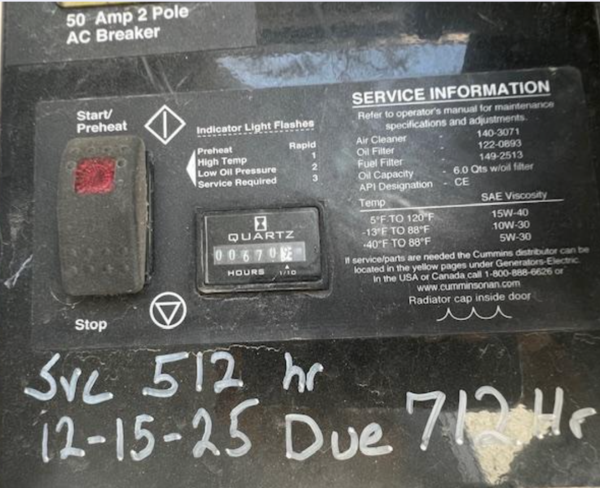 50 Amp 2 Pole
AC Breaker
Start/
Preheat
Indicator Light Flashes
Preheat Rapid
High Temp 1
Low Oil Pressure 2
Service Required 3
QUARTZ
00670
HOURS 1/10
Stop
SERVICE INFORMATION
Refer to operator's manual for maintenance
specifications and adjustments.
Air Cleaner 140-3071
Oil Filter 122-0893
Fuel Filter 149-2513
Oil Capacity - 6.0 Qts w/oil filter
API Designation - CE
Temp SAE Viscosity
5°F TO 120°F 15W-40
-13°F TO 88°F 10W-30
-40°F TO 88°F 5W-30
If service/parts are needed the Cummins distributor can be
located in the yellow pages under Generators-Electric.
In the USA or Canada call 1-800-888-6626 or
www.cumminsonan.com
Radiator cap inside door
Svc 512 hr
12-15-25 Due 712 Hr